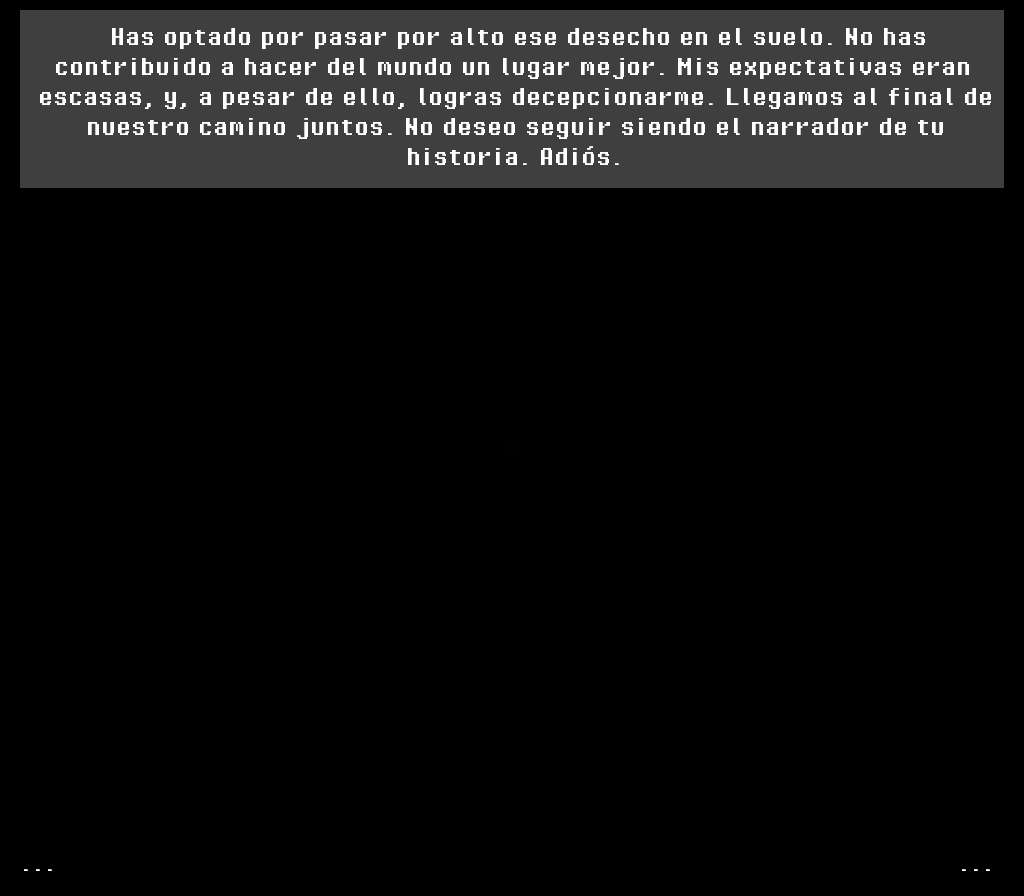 Has optado por pasar por alto ese desecho en el suelo. No has
contribuido a hacer del mundo un lugar mejor. Mis expectativas eran
escasas, y, a pesar de ello, logras decepcionarme. Llegamos al final de
nuestro camino juntos. No deseo seguir siendo el narrador de tu
historia. Adiós.
--- ---